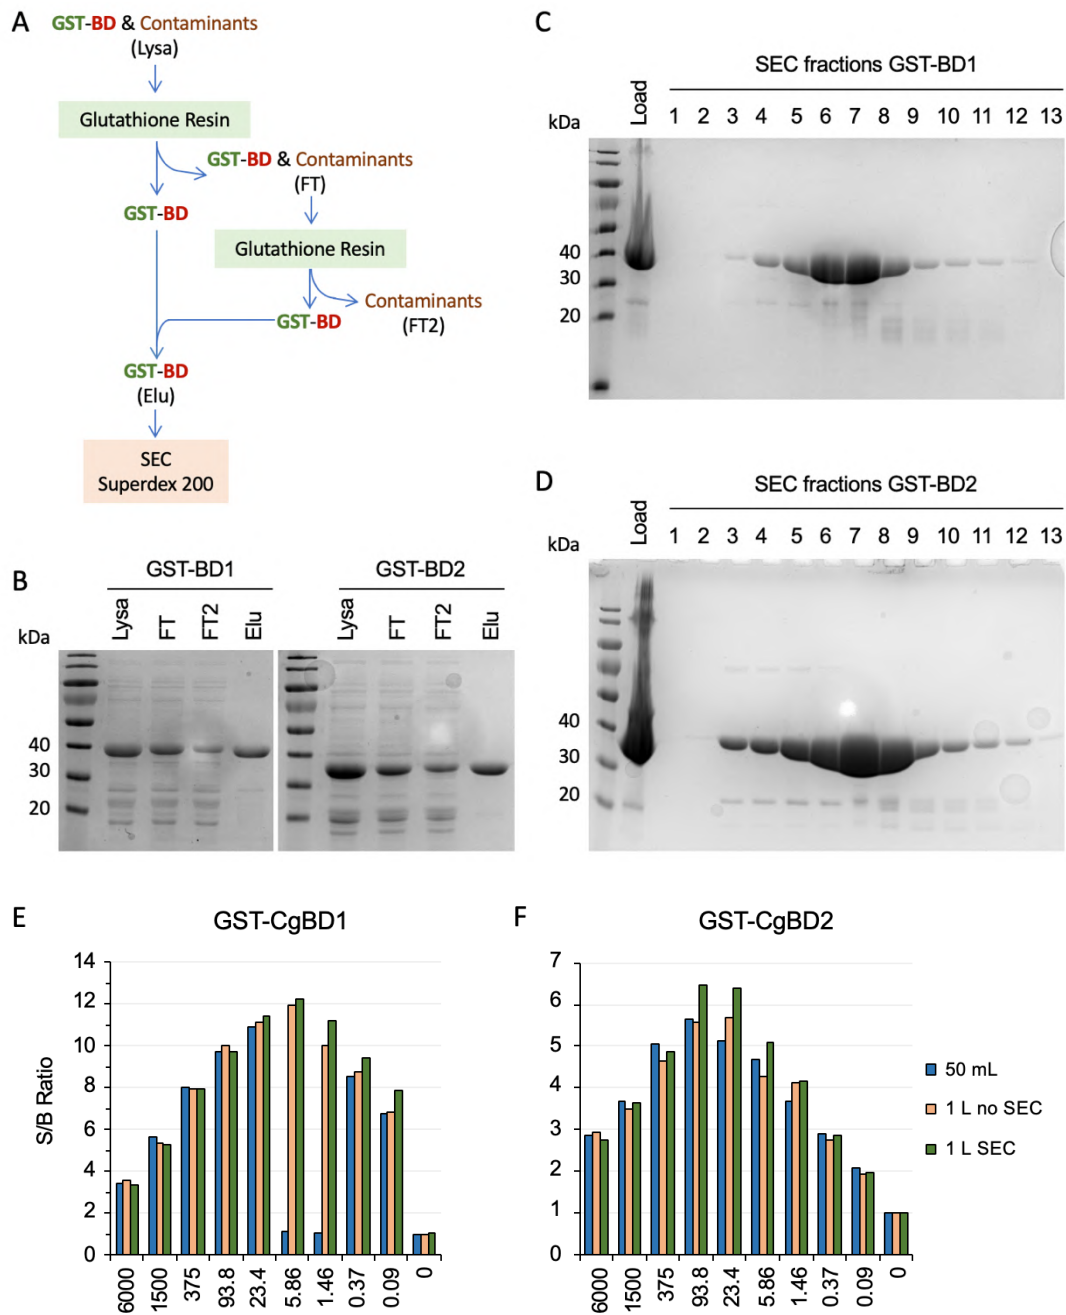 A
GST-BD & Contaminants
(Lysa)
Glutathione Resin
GST-BD & Contaminants
(FT)
GST-BD
Glutathione Resin
Contaminants
(FT2)
GST-BD
GST-BD
(Elu)
SEC
Superdex 200
B
GST-BD1
GST-BD2
kDa
Lysa
FT
FT2
Elu
Lysa
FT
FT2
Elu
40
30
20
C
SEC fractions GST-BD1
kDa
Load
1 2 3 4 5 6 7 8 9 10 11 12 13
40
30
20
D
SEC fractions GST-BD2
kDa
Load
1 2 3 4 5 6 7 8 9 10 11 12 13
40
30
20
E
GST-CgBD1
S/B Ratio
14
12
10
8
6
4
2
0
6000 1500 375 93.8 23.4 5.86 1.46 0.37 0.09 0
F
GST-CgBD2
7
6
5
4
3
2
1
0
6000 1500 375 93.8 23.4 5.86 1.46 0.37 0.09 0
50 mL
1 L no SEC
1 L SEC